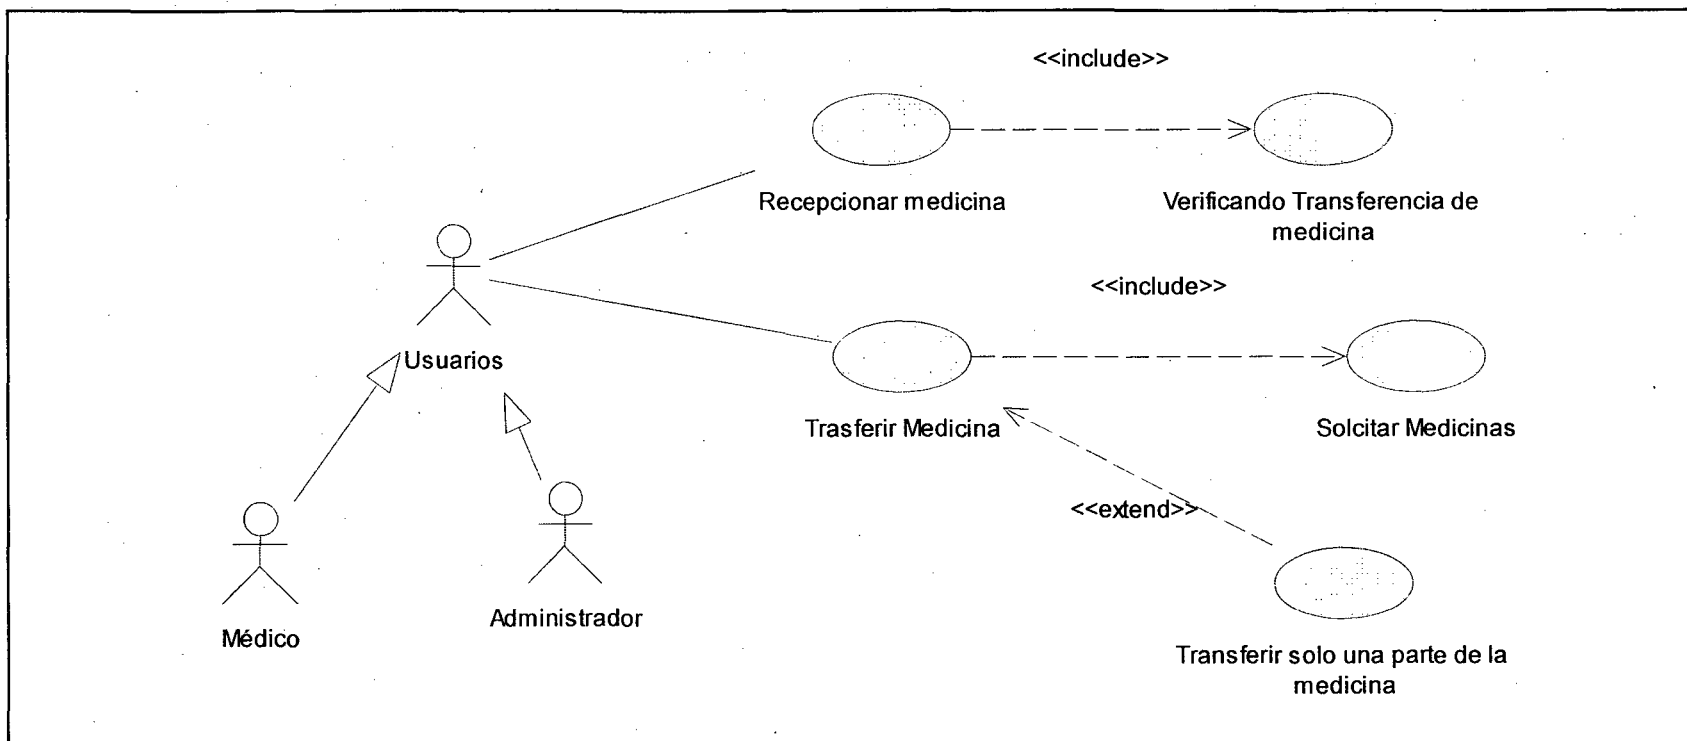 <<include>>
Recepcionar medicina
Verificando Transferencia de
medicina
<<include>>
Usuarios
Trasferir Medicina
Solcitar Medicinas
<<extend>>
Médico
Administrador
Transferir solo una parte de la
medicina